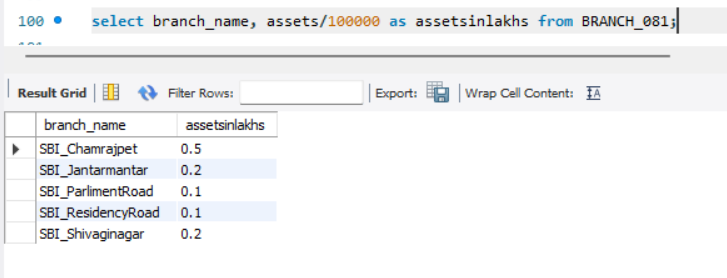 100 select branch_name, assets/100000 as assetsinlakhs from BRANCH_081;
Result Grid Filter Rows: Export: Wrap Cell Content: IA
branch_name assetsinlakhs
SBI_Chamrajpet 0.5
SBI_Jantarmantar 0.2
SBI_ParlimentRoad 0.1
SBI_ResidencyRoad 0.1
SBI_Shivaginagar 0.2